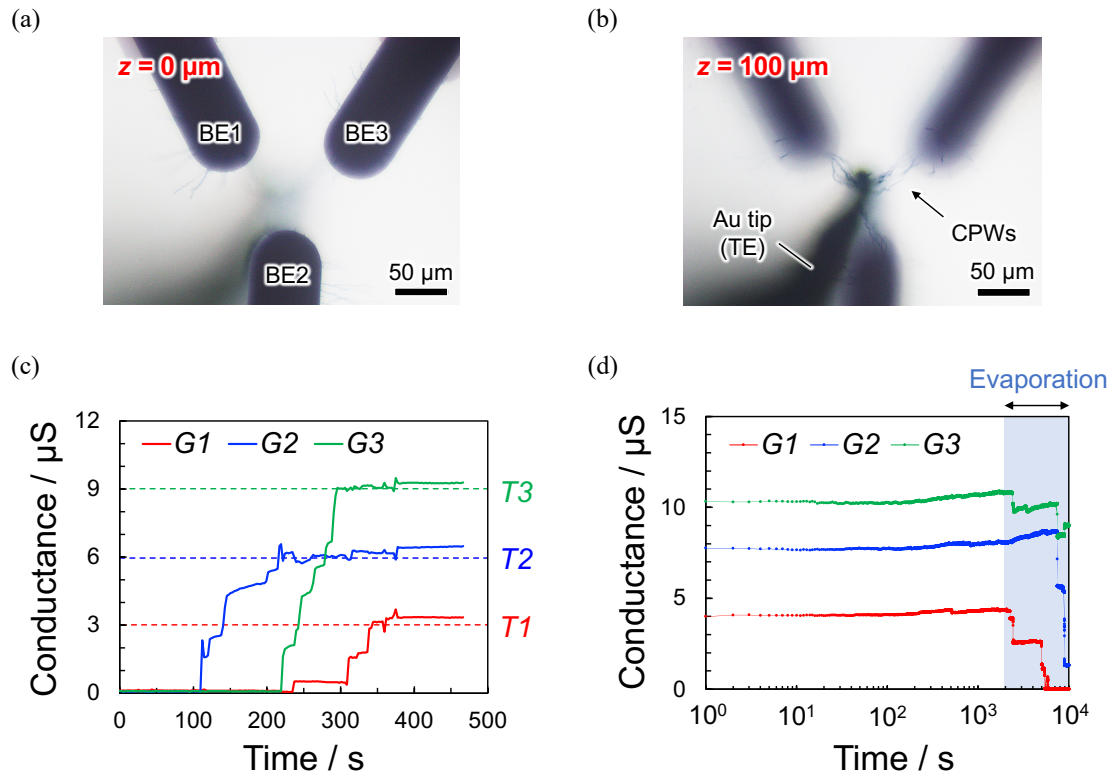 (a)
z = 0 µm
BE1
BE3
BE2
50 µm
(b)
z = 100 µm
Au tip
(TE)
CPWs
50 µm
(c)
Conductance / µS
12
9
6
3
0
G1 G2 G3
T3
T2
T1
0 100 200 300 400 500
Time / s
(d)
Evaporation
Conductance / µS
15
10
5
0
G1 G2 G3
10⁰ 10¹ 10² 10³ 10⁴
Time / s